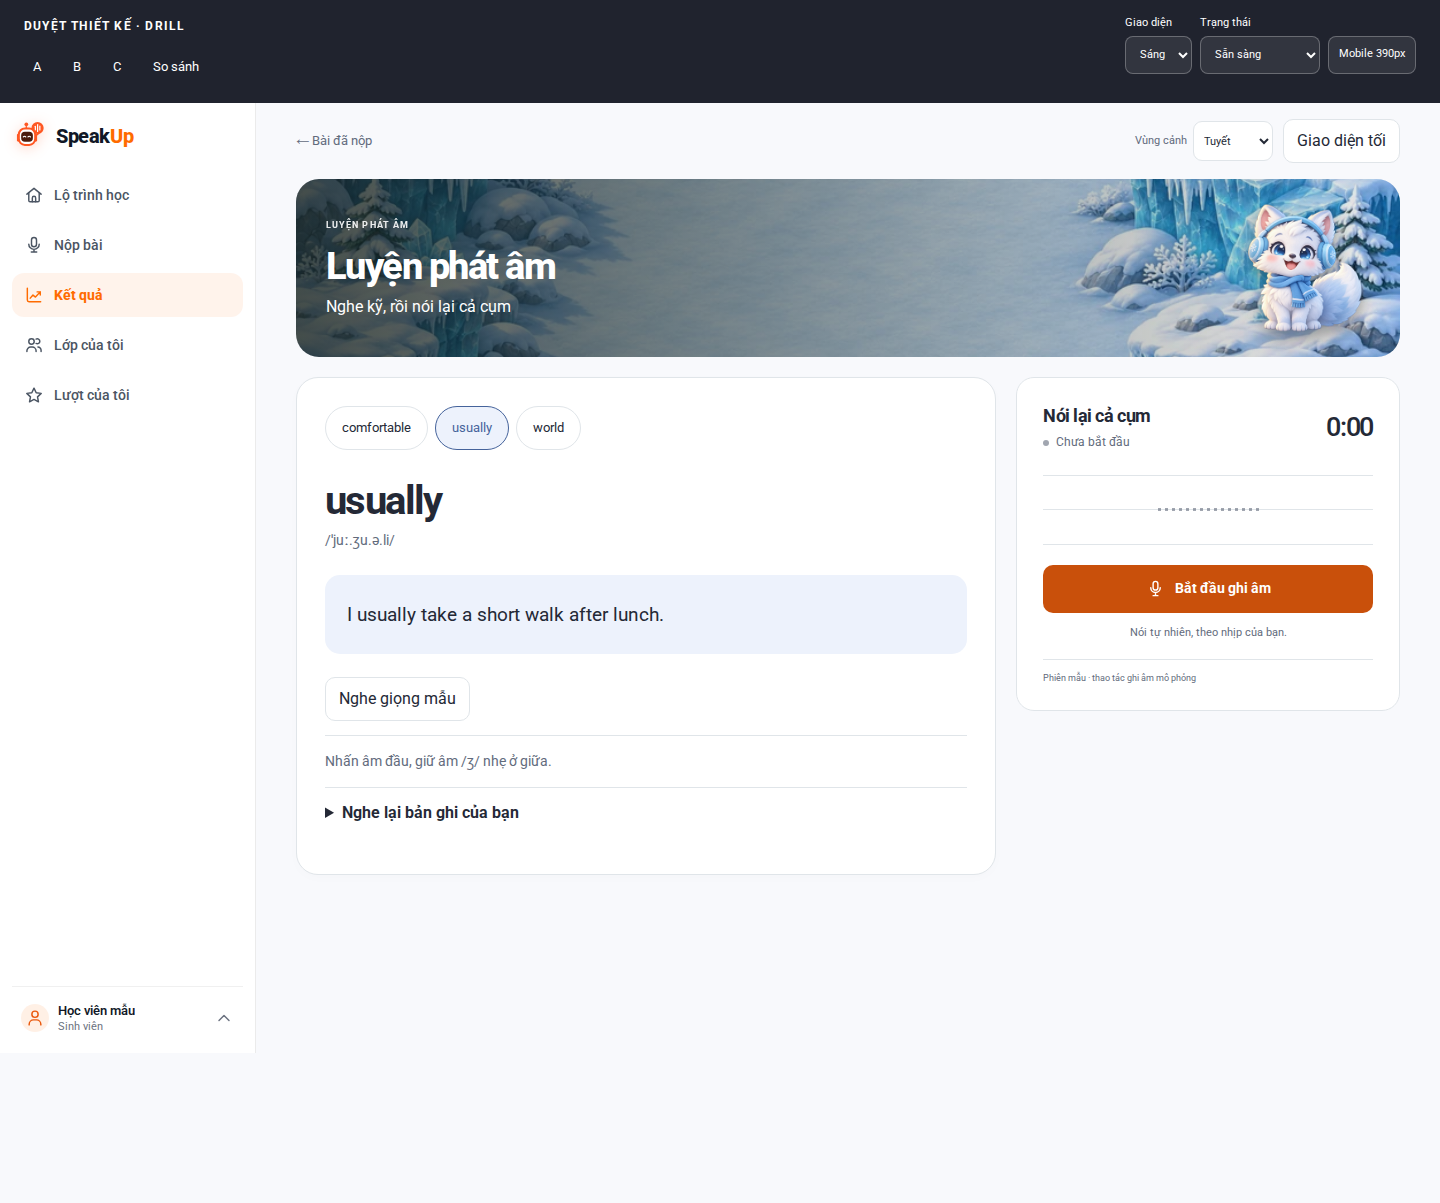 DUYỆT THIẾT KẾ · DRILL
A
B
C
So sánh
Giao diện
Sáng
Trạng thái
Sẵn sàng
Mobile 390px
SpeakUp
Lộ trình học
Nộp bài
Kết quả
Lớp của tôi
Lượt của tôi
Học viên mẫu
Sinh viên
← Bài đã nộp
Vùng cảnh
Tuyết
Giao diện tối
LUYỆN PHÁT ÂM
Luyện phát âm
Nghe kỹ, rồi nói lại cả cụm
comfortable
usually
world
usually
/ˈjuː.ʒu.ə.li/
I usually take a short walk after lunch.
Nghe giọng mẫu
Nhấn âm đầu, giữ âm /ʒ/ nhẹ ở giữa.
Nghe lại bản ghi của bạn
Nói lại cả cụm
Chưa bắt đầu
0:00
Bắt đầu ghi âm
Nói tự nhiên, theo nhịp của bạn.
Phiên mẫu · thao tác ghi âm mô phỏng